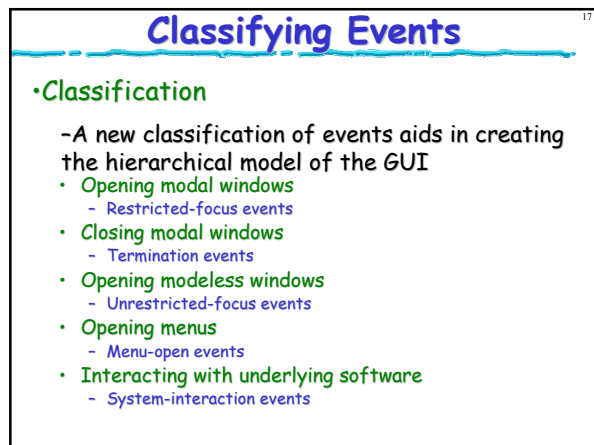 Classifying Events
17
•Classification
–A new classification of events aids in creating
the hierarchical model of the GUI
• Opening modal windows
– Restricted-focus events
• Closing modal windows
– Termination events
• Opening modeless windows
– Unrestricted-focus events
• Opening menus
– Menu-open events
• Interacting with underlying software
– System-interaction events